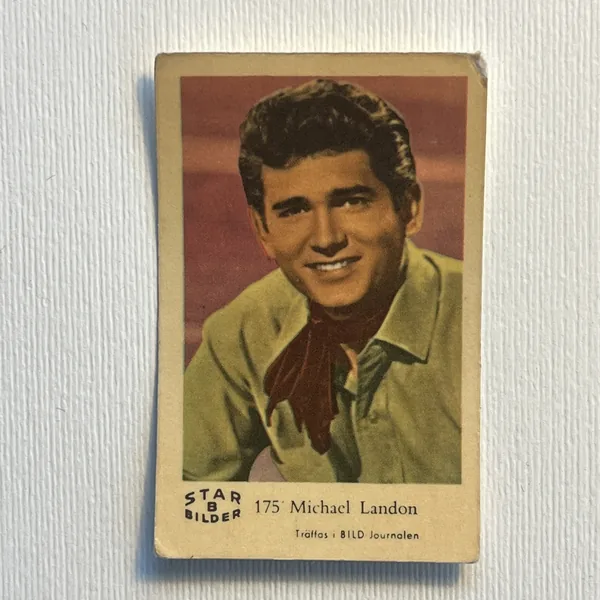 STAR
B
BILDER
175 Michael Landon
Träffas i BILD Journalen